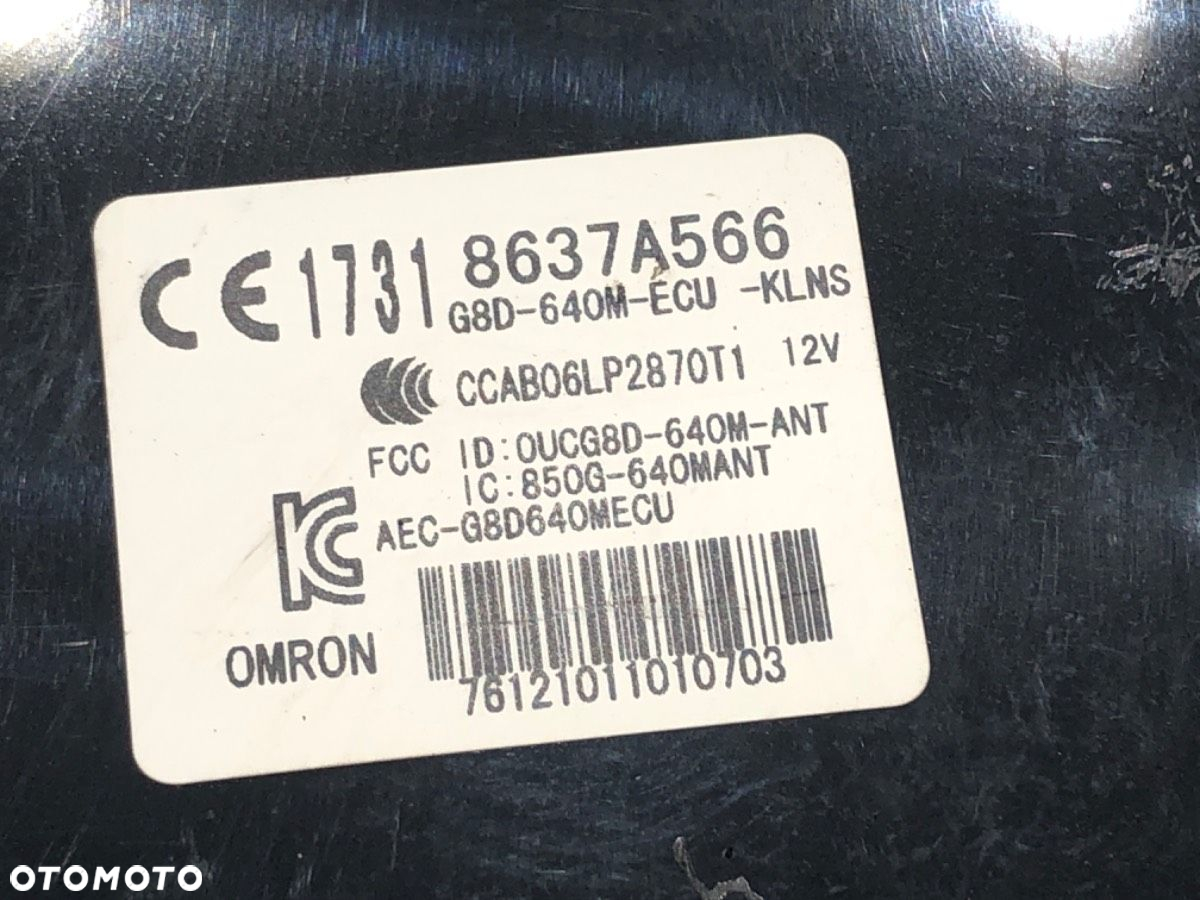 CE 1731 8637A566
G8D-640M-ECU -KLNS
CCAB06LP2870T1 12V
FCC ID:OUCG8D-640M-ANT
IC:850G-640MANT
AEC-G8D640MECU
OMRON
76121011010703
OTOMOTO